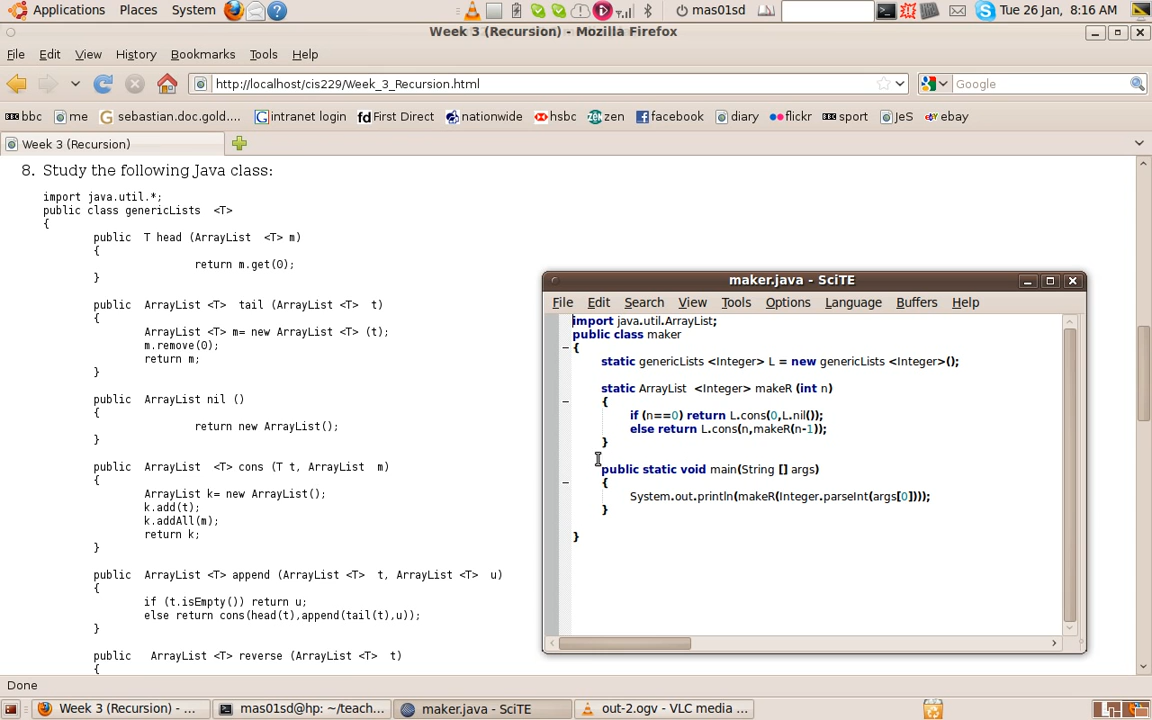 Applications Places System mas01sd Tue 26 Jan, 8:16 AM
Week 3 (Recursion) - Mozilla Firefox
File Edit View History Bookmarks Tools Help
http://localhost/cis229/Week_3_Recursion.html Google
bbc me sebastian.doc.gold.... intranet login First Direct nationwide hsbc zen facebook diary flickr sport JeS ebay
Week 3 (Recursion)
8. Study the following Java class:
import java.util.*;
public class genericLists <T>
{
public T head (ArrayList <T> m)
{
return m.get(0);
}
public ArrayList <T> tail (ArrayList <T> t)
{
ArrayList <T> m= new ArrayList <T> (t);
m.remove(0);
return m;
}
public ArrayList nil ()
{
return new ArrayList();
}
public ArrayList <T> cons (T t, ArrayList m)
{
ArrayList k= new ArrayList();
k.add(t);
k.addAll(m);
return k;
}
public ArrayList <T> append (ArrayList <T> t, ArrayList <T> u)
{
if (t.isEmpty()) return u;
else return cons(head(t),append(tail(t),u));
}
public ArrayList <T> reverse (ArrayList <T> t)
{
maker.java - SciTE
File Edit Search View Tools Options Language Buffers Help
import java.util.ArrayList;
public class maker
{
static genericLists <Integer> L = new genericLists <Integer>();
static ArrayList <Integer> makeR (int n)
{
if (n==0) return L.cons(0,L.nil());
else return L.cons(n,makeR(n-1));
}
public static void main(String [] args)
{
System.out.println(makeR(Integer.parseInt(args[0])));
}
}
Done
Week 3 (Recursion) - ... mas01sd@hp: ~/teach... maker.java - SciTE out-2.ogv - VLC media ...